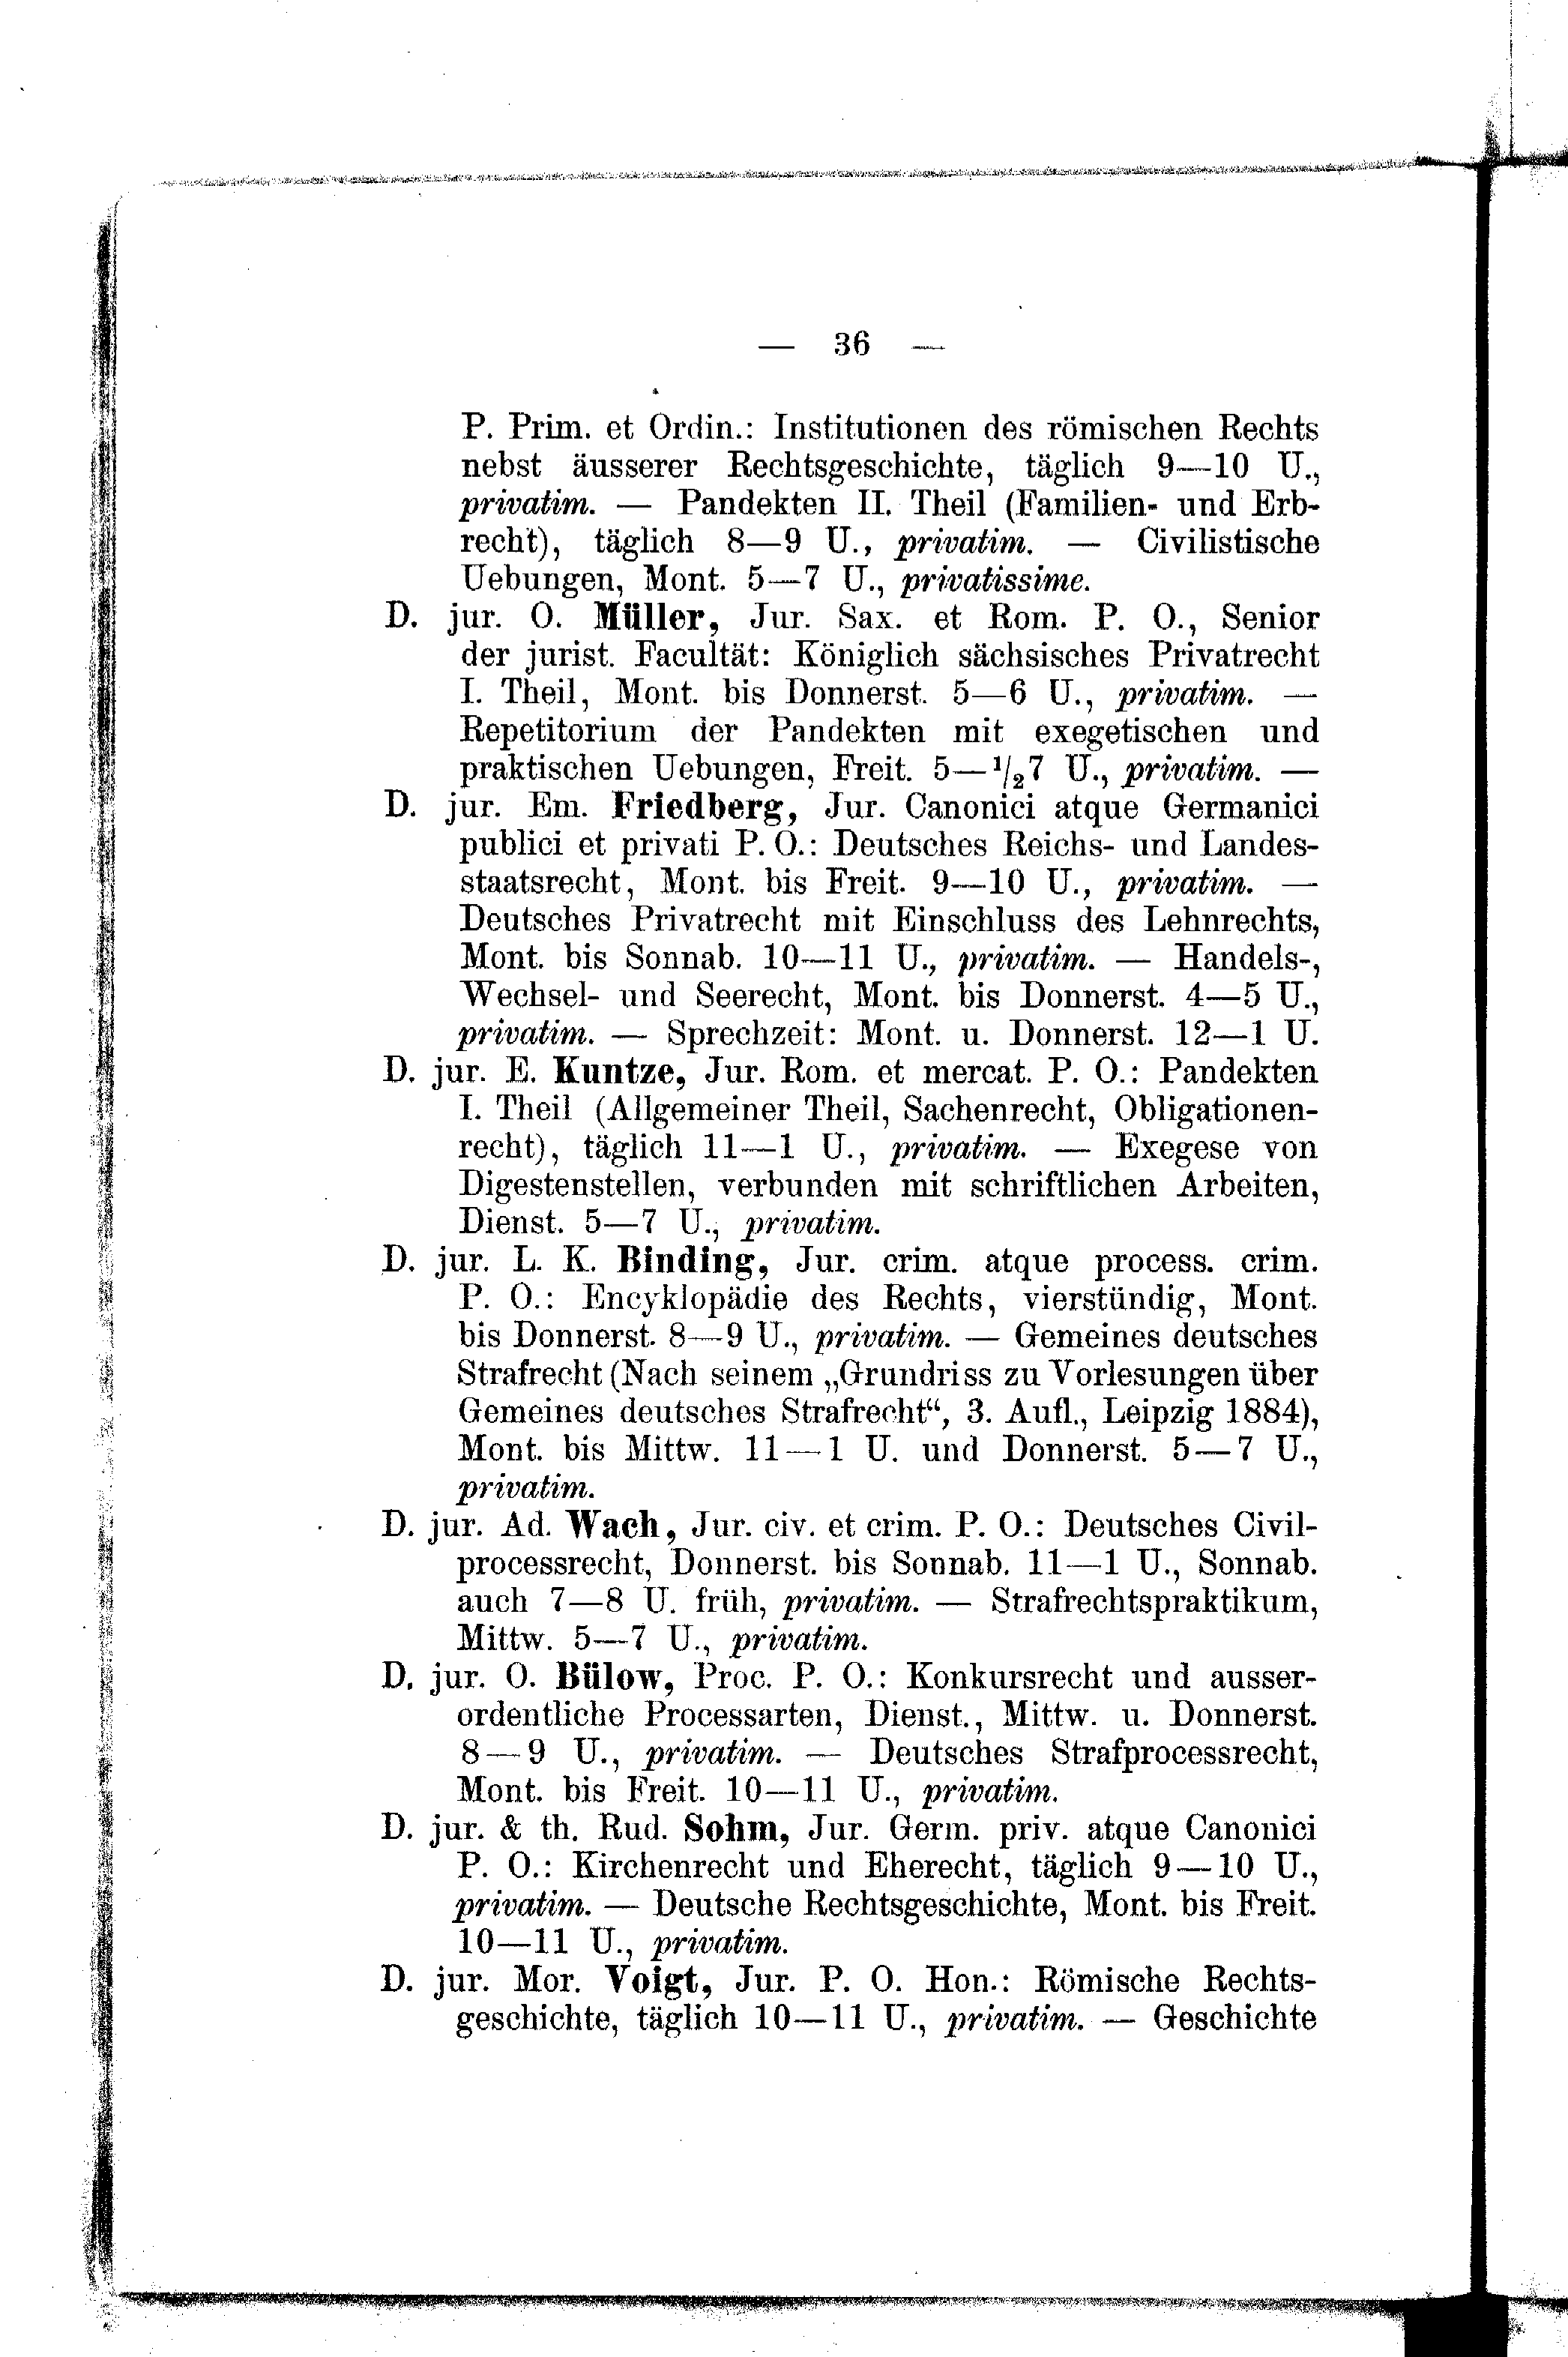 — 36 —
P. Prim. et Ordin.: Institutionen des römischen Rechts
nebst äusserer Rechtsgeschichte, täglich 9—10 U.,
privatim. — Pandekten II. Theil (Familien- und Erb-
recht), täglich 8—9 U., privatim. — Civilistische
Uebungen, Mont. 5—7 U., privatissime.
D. jur. O. Müller, Jur. Sax. et Rom. P. O., Senior
der jurist. Facultät: Königlich sächsisches Privatrecht
I. Theil, Mont. bis Donnerst. 5—6 U., privatim. —
Repetitorium der Pandekten mit exegetischen und
praktischen Uebungen, Freit. 5—1/27 U., privatim. —
D. jur. Em. Friedberg, Jur. Canonici atque Germanici
publici et privati P. O.: Deutsches Reichs- und Landes-
staatsrecht, Mont. bis Freit. 9—10 U., privatim. —
Deutsches Privatrecht mit Einschluss des Lehnrechts,
Mont. bis Sonnab. 10—11 U., privatim. — Handels-,
Wechsel- und Seerecht, Mont. bis Donnerst. 4—5 U.,
privatim. — Sprechzeit: Mont. u. Donnerst. 12—1 U.
D. jur. E. Kuntze, Jur. Rom. et mercat. P. O.: Pandekten
I. Theil (Allgemeiner Theil, Sachenrecht, Obligationen-
recht), täglich 11—1 U., privatim. — Exegese von
Digestenstellen, verbunden mit schriftlichen Arbeiten,
Dienst. 5—7 U., privatim.
D. jur. L. K. Binding, Jur. crim. atque process. crim.
P. O.: Encyklopädie des Rechts, vierstündig, Mont.
bis Donnerst. 8—9 U., privatim. — Gemeines deutsches
Strafrecht (Nach seinem „Grundriss zu Vorlesungen über
Gemeines deutsches Strafrecht“, 3. Aufl., Leipzig 1884),
Mont. bis Mittw. 11—1 U. und Donnerst. 5—7 U.,
privatim.
D. jur. Ad. Wach, Jur. civ. et crim. P. O.: Deutsches Civil-
processrecht, Donnerst. bis Sonnab. 11—1 U., Sonnab.
auch 7—8 U. früh, privatim. — Strafrechtspraktikum,
Mittw. 5—7 U., privatim.
D. jur. O. Bülow, Proc. P. O.: Konkursrecht und ausser-
ordentliche Processarten, Dienst., Mittw. u. Donnerst.
8—9 U., privatim. — Deutsches Strafprocessrecht,
Mont. bis Freit. 10—11 U., privatim.
D. jur. & th. Rud. Sohm, Jur. Germ. priv. atque Canonici
P. O.: Kirchenrecht und Eherecht, täglich 9—10 U.,
privatim. — Deutsche Rechtsgeschichte, Mont. bis Freit.
10—11 U., privatim.
D. jur. Mor. Voigt, Jur. P. O. Hon.: Römische Rechts-
geschichte, täglich 10—11 U., privatim. — Geschichte